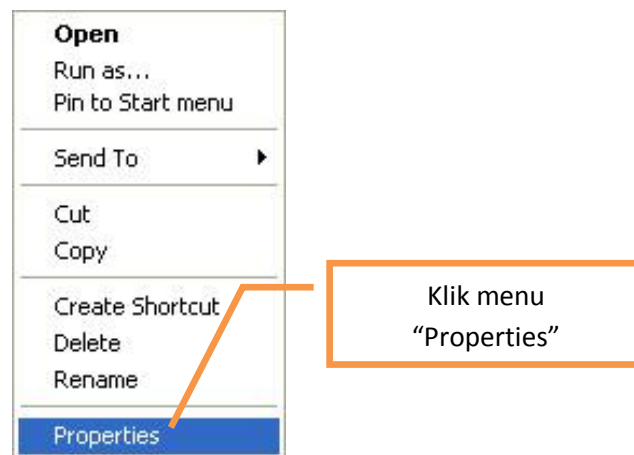 Open
Run as...
Pin to Start menu
Send To
Cut
Copy
Create Shortcut
Delete
Rename
Properties
Klik menu
“Properties”